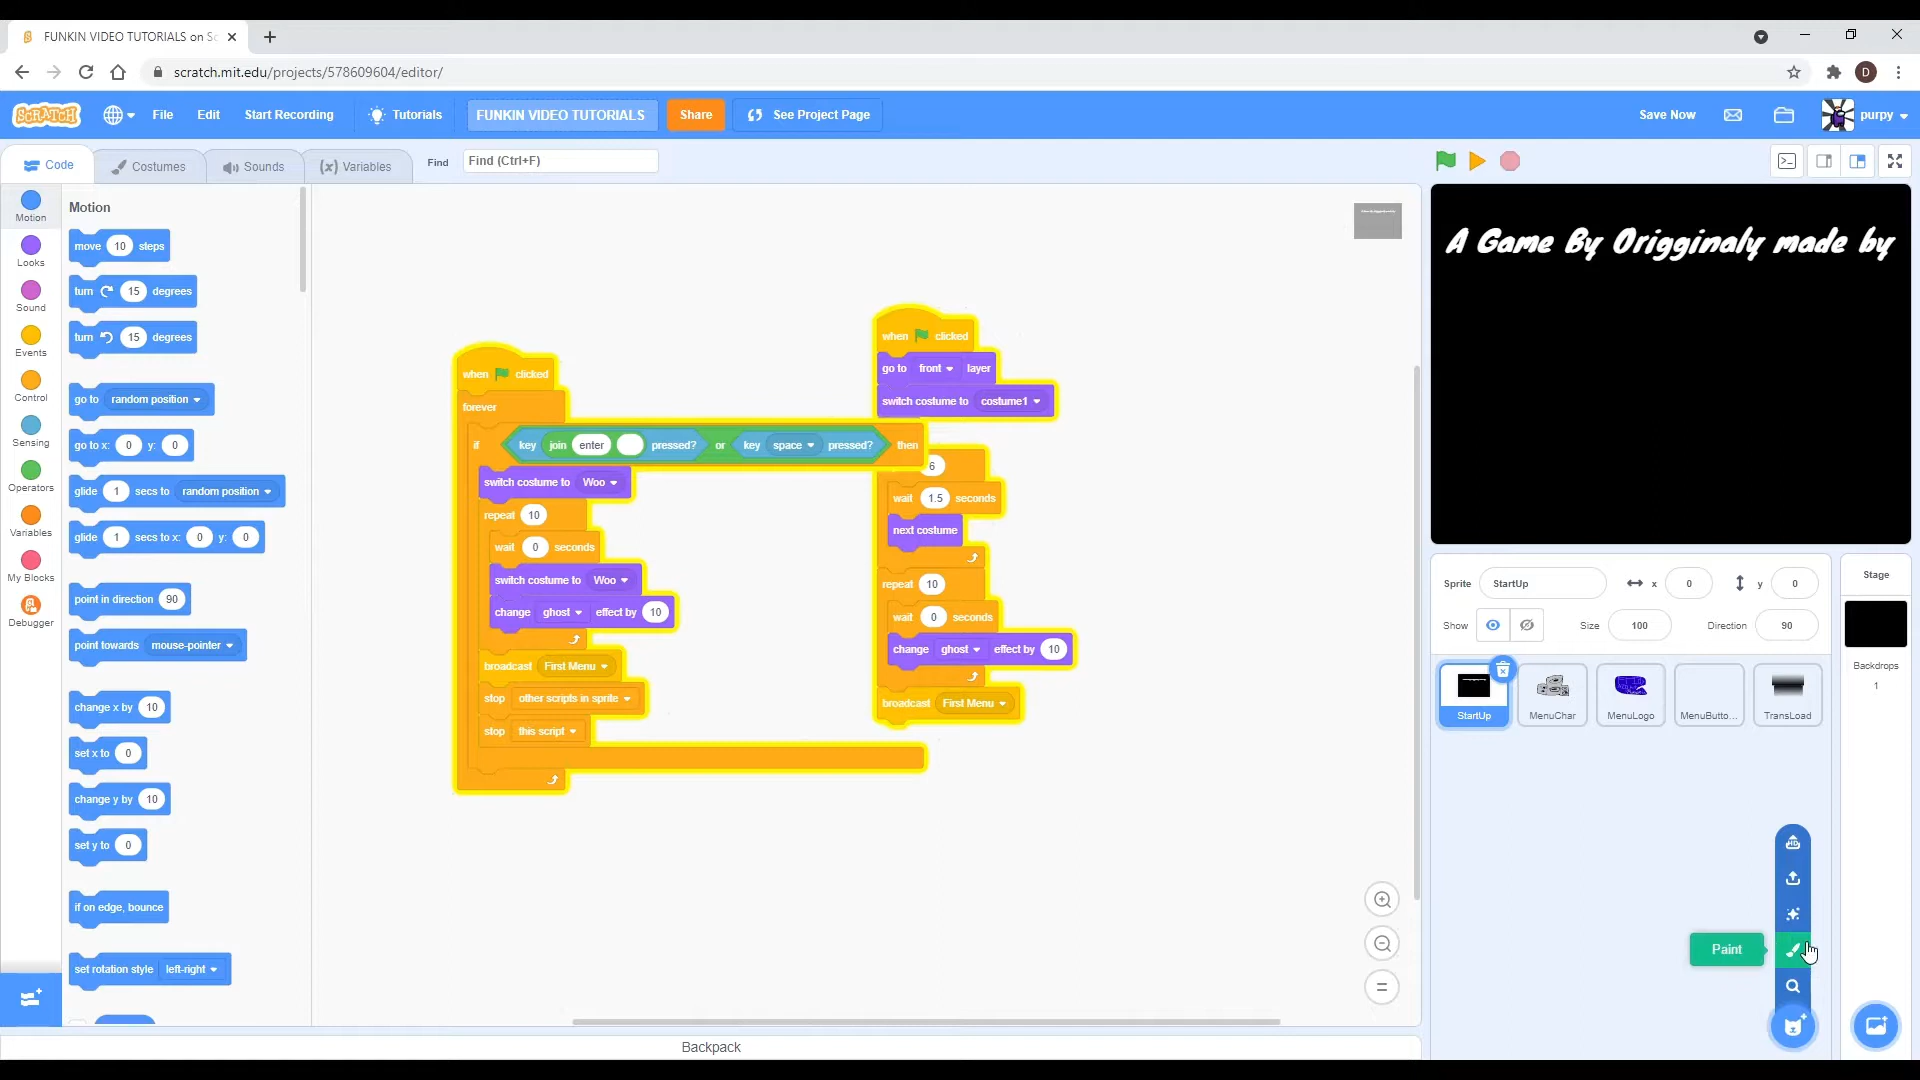 FUNKIN VIDEO TUTORIALS on Sc
scratch.mit.edu/projects/578609604/editor/
D
SCRATCH
File
Edit
Start Recording
Tutorials
FUNKIN VIDEO TUTORIALS
Share
See Project Page
Save Now
purpy
Code
Costumes
Sounds
(x) Variables
Find
Find (Ctrl+F)
Motion
Looks
Sound
Events
Control
Sensing
Operators
Variables
My Blocks
Debugger
Motion
move 10 steps
turn 15 degrees
turn 15 degrees
go to random position
go to x: 0 y: 0
glide 1 secs to random position
glide 1 secs to x: 0 y: 0
point in direction 90
point towards mouse-pointer
change x by 10
set x to 0
change y by 10
set y to 0
if on edge, bounce
set rotation style left-right
when clicked
forever
if key join enter pressed? or key space pressed? then
switch costume to Woo
repeat 10
wait 0 seconds
switch costume to Woo
change ghost effect by 10
broadcast First Menu
stop other scripts in sprite
stop this script
when clicked
go to front layer
switch costume to costume1
6
wait 1.5 seconds
next costume
repeat 10
wait 0 seconds
change ghost effect by 10
broadcast First Menu
A Game By Origginaly made by
Sprite StartUp x 0 y 0
Show Size 100 Direction 90
StartUp
MenuChar
MenuLogo
MenuButto...
TransLoad
Stage
Backdrops
1
Paint
Backpack